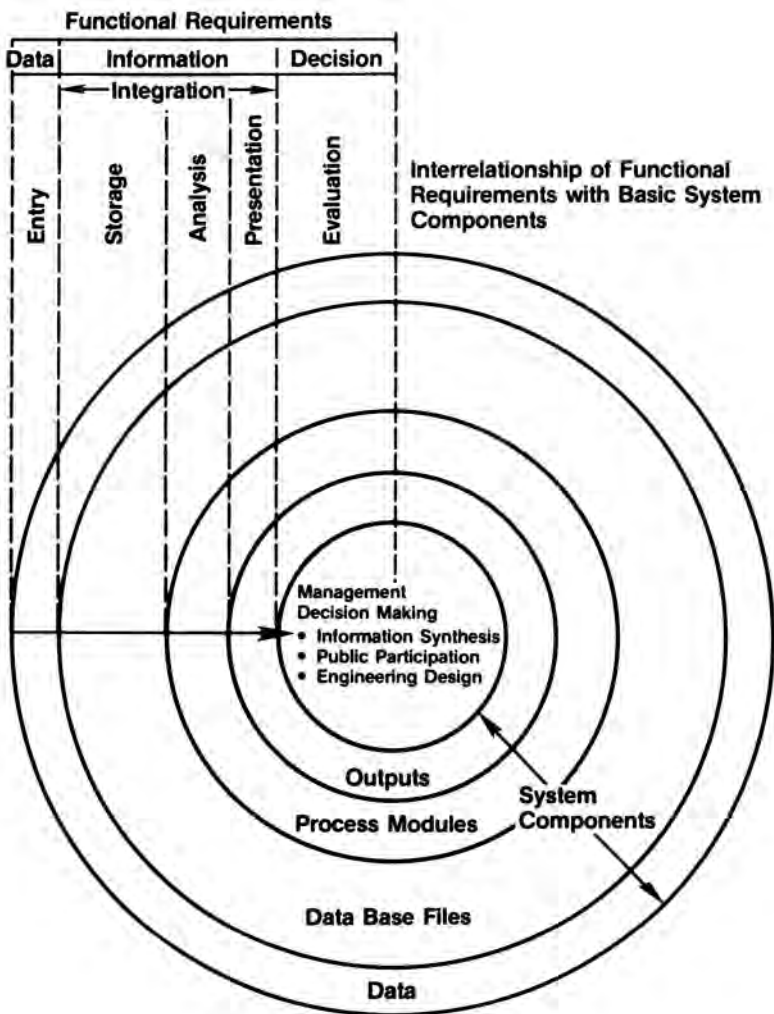 Functional Requirements
Data Information Decision
Integration
Entry
Storage
Analysis
Presentation
Evaluation
Interrelationship of Functional
Requirements with Basic System
Components
Management
Decision Making
• Information Synthesis
• Public Participation
• Engineering Design
Outputs
Process Modules
System
Components
Data Base Files
Data